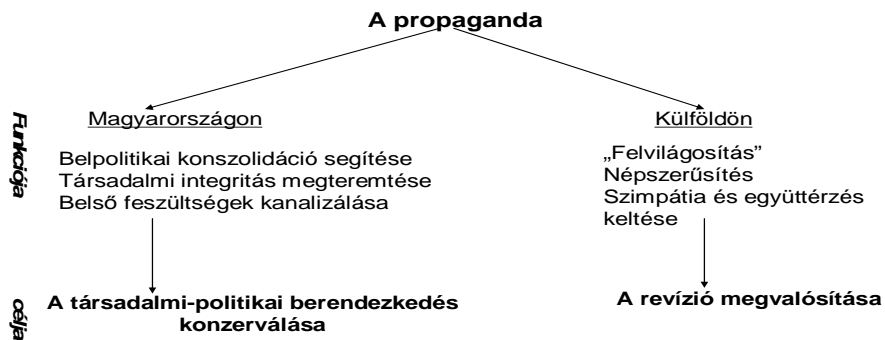 A propaganda
Funkciója
Magyarországon
Belpolitikai konszolidáció segítése
Társadalmi integritás megteremtése
Belső feszültségek kanalizálása
Külföldön
„Felvilágosítás”
Népszerűsítés
Szimpátia és együttérzés
keltése
célja
A társadalmi-politikai berendezkedés
konzerválása
A revízió megvalósítása